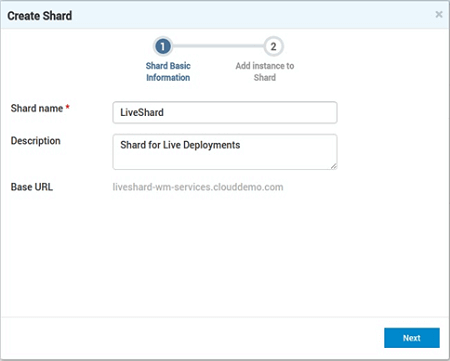 Create Shard ×
1 2
Shard Basic Add instance to
Information Shard
Shard name * LiveShard
Description Shard for Live Deployments
Base URL liveshard-wm-services.clouddemo.com
Next